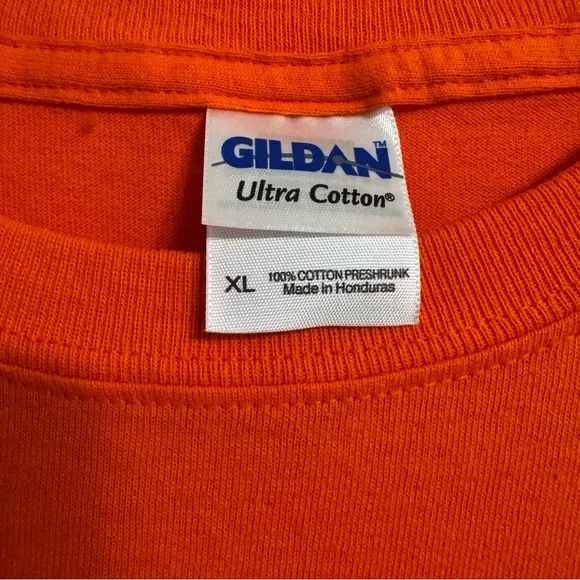 GILDAN™
Ultra Cotton®
XL 100% COTTON PRESHRUNK
Made in Honduras